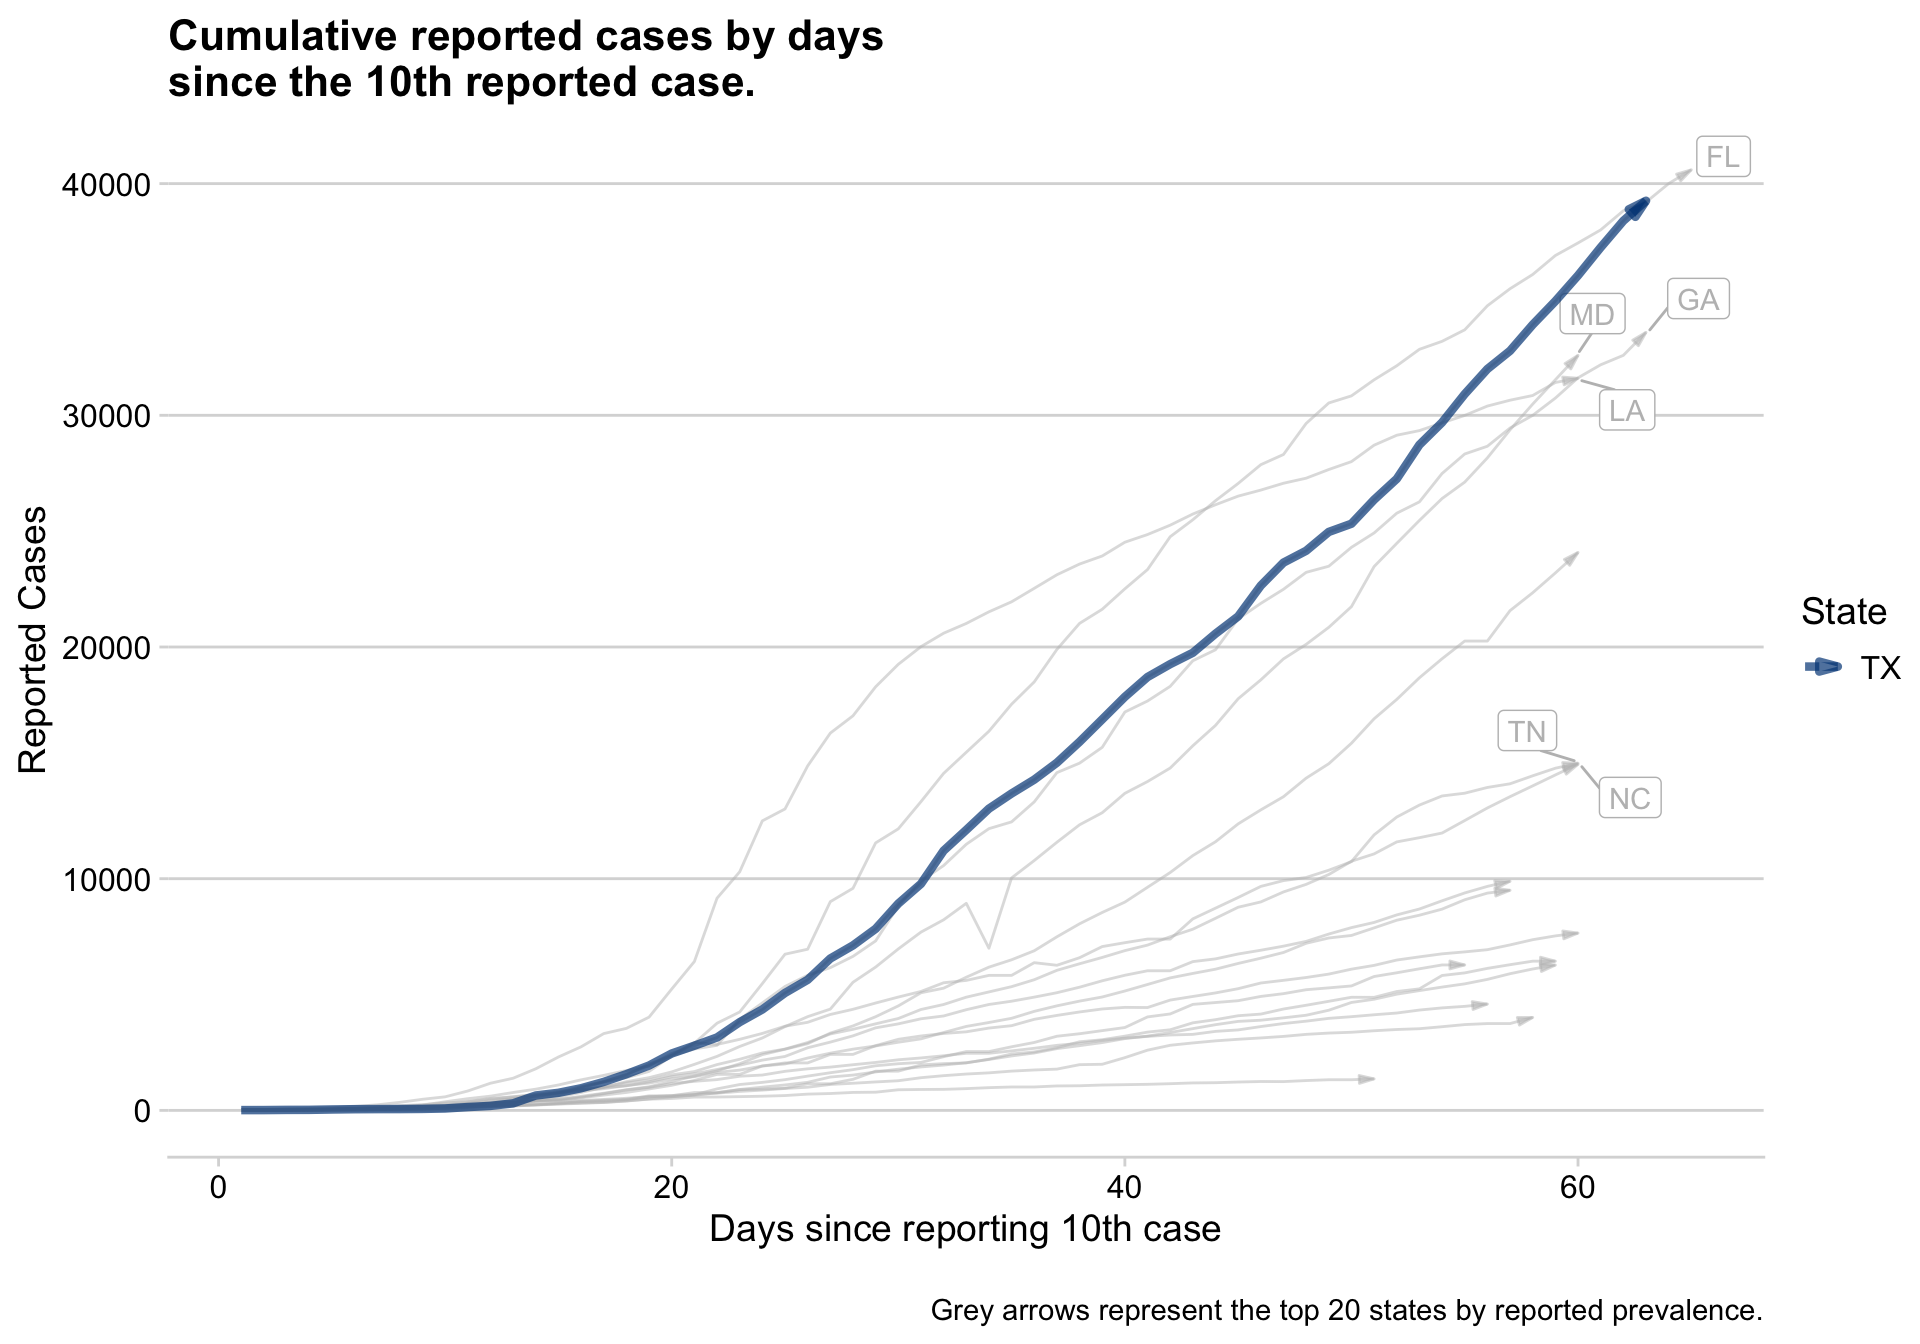 Cumulative reported cases by days
since the 10th reported case.
FL
40000
GA
MD
LA
30000
Reported Cases
20000
State
TX
TN
NC
10000
0
0 20 40 60
Days since reporting 10th case
Grey arrows represent the top 20 states by reported prevalence.